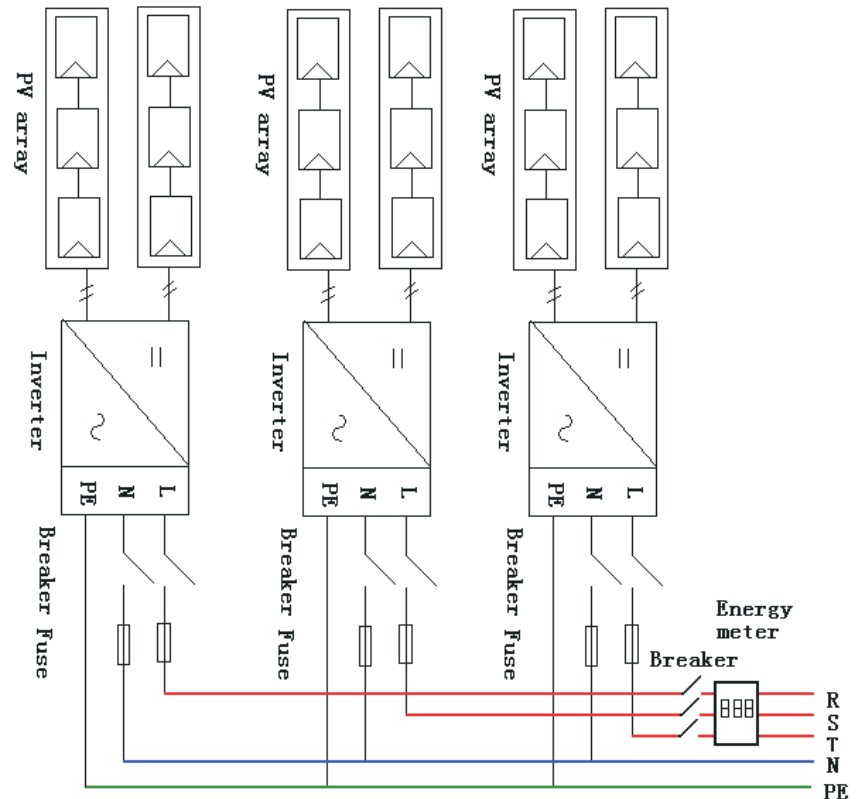 PV array
PV array
PV array
Inverter
Inverter
Inverter
PE N L
PE N L
PE N L
Breaker Fuse
Breaker Fuse
Breaker Fuse
Energy
meter
Breaker
R
S
T
N
PE